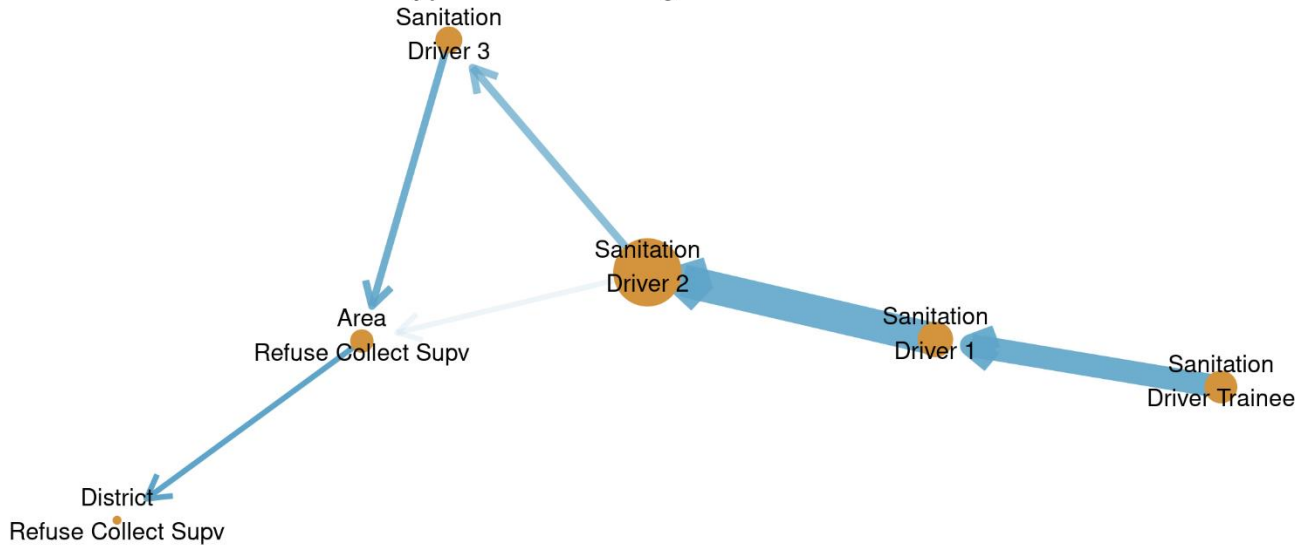 Sanitation
Driver 3
Sanitation
Driver 2
Area
Refuse Collect Supv
Sanitation
Driver 1
Sanitation
Driver Trainee
District
Refuse Collect Supv